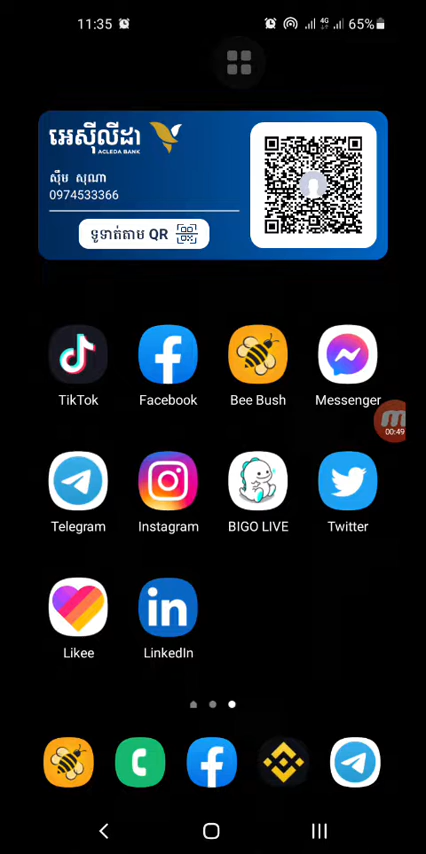 11:35
4G
65%
អេស៊ីលីដា
ACLEDA BANK
ស៊ឹម សុណា
0974533366
ទូទាត់តាម QR
TikTok
Facebook
Bee Bush
Messenger
00:49
Telegram
Instagram
BIGO LIVE
Twitter
Likee
LinkedIn